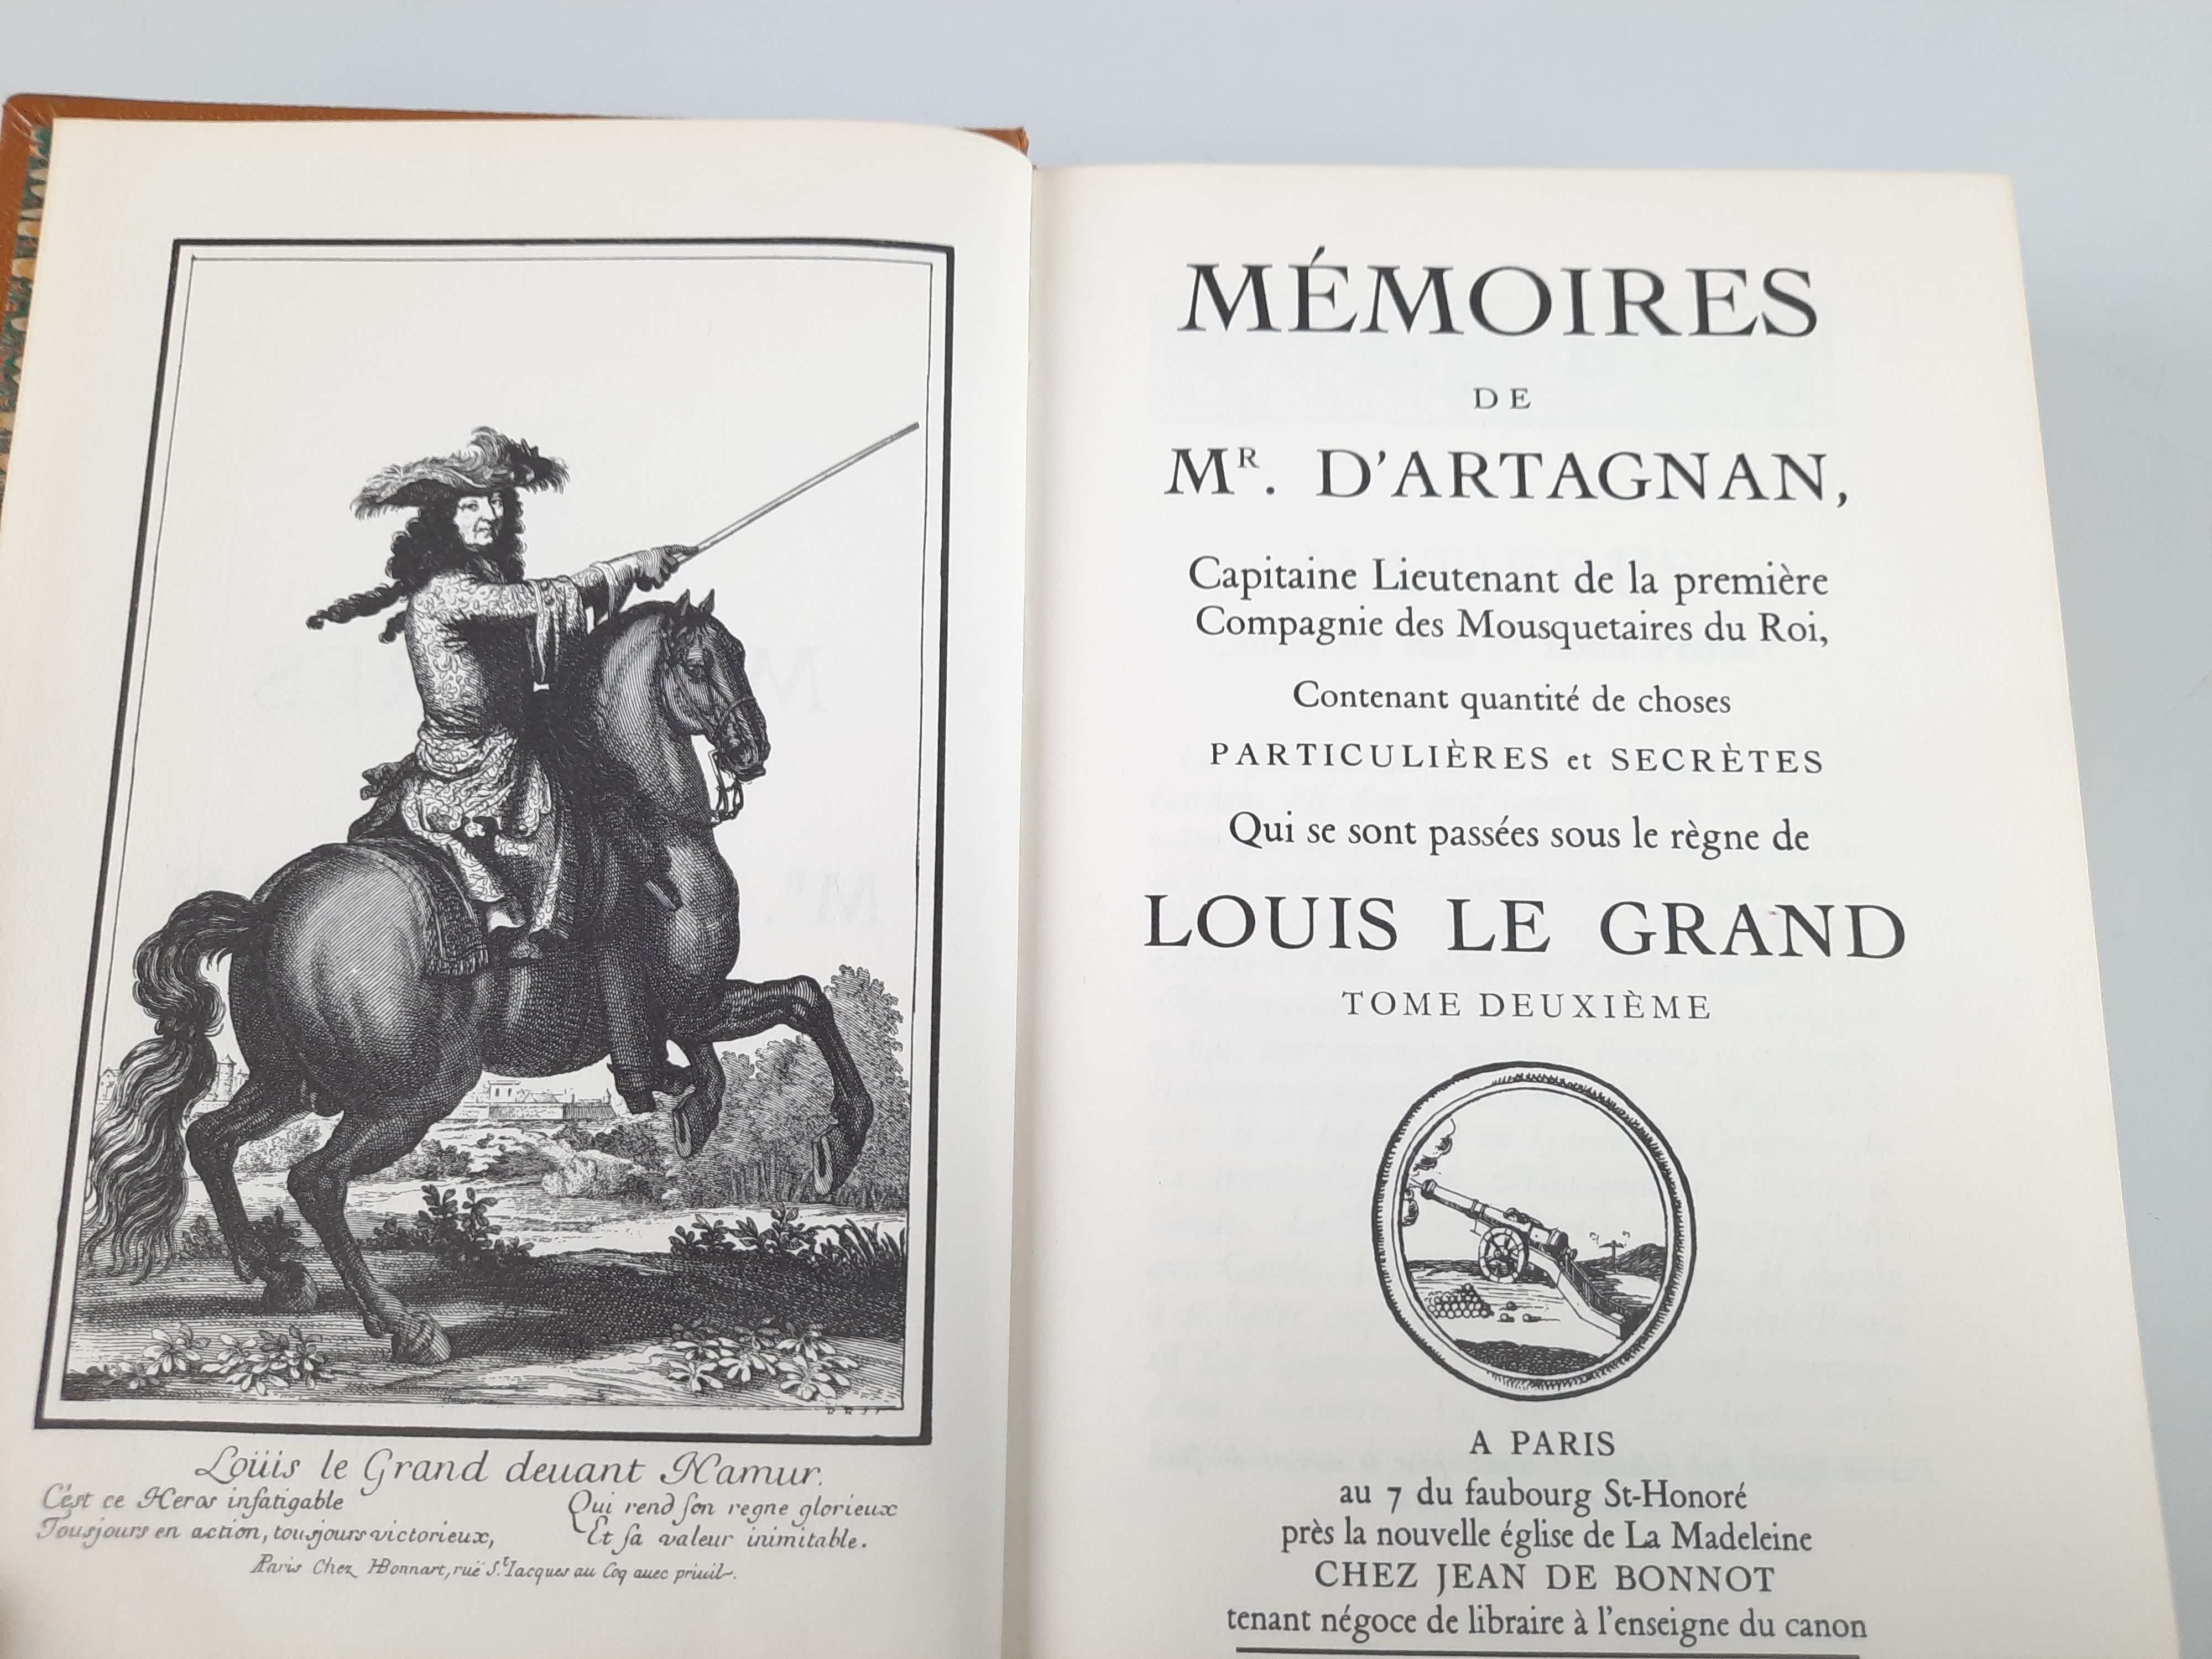 Loüis le Grand deuant Namur.
C'est ce Heros infatigable
Tousjours en action, tousjours victorieux,
Qui rend son regne glorieux
Et sa valeur inimitable.
Paris Chez HBonnart, ruë S.t Iacques au Coq auec priuil.
MÉMOIRES
DE
MR. D'ARTAGNAN,
Capitaine Lieutenant de la première
Compagnie des Mousquetaires du Roi,
Contenant quantité de choses
PARTICULIÈRES et SECRÈTES
Qui se sont passées sous le règne de
LOUIS LE GRAND
TOME DEUXIÈME
A PARIS
au 7 du faubourg St-Honoré
près la nouvelle église de La Madeleine
CHEZ JEAN DE BONNOT
tenant négoce de libraire à l'enseigne du canon